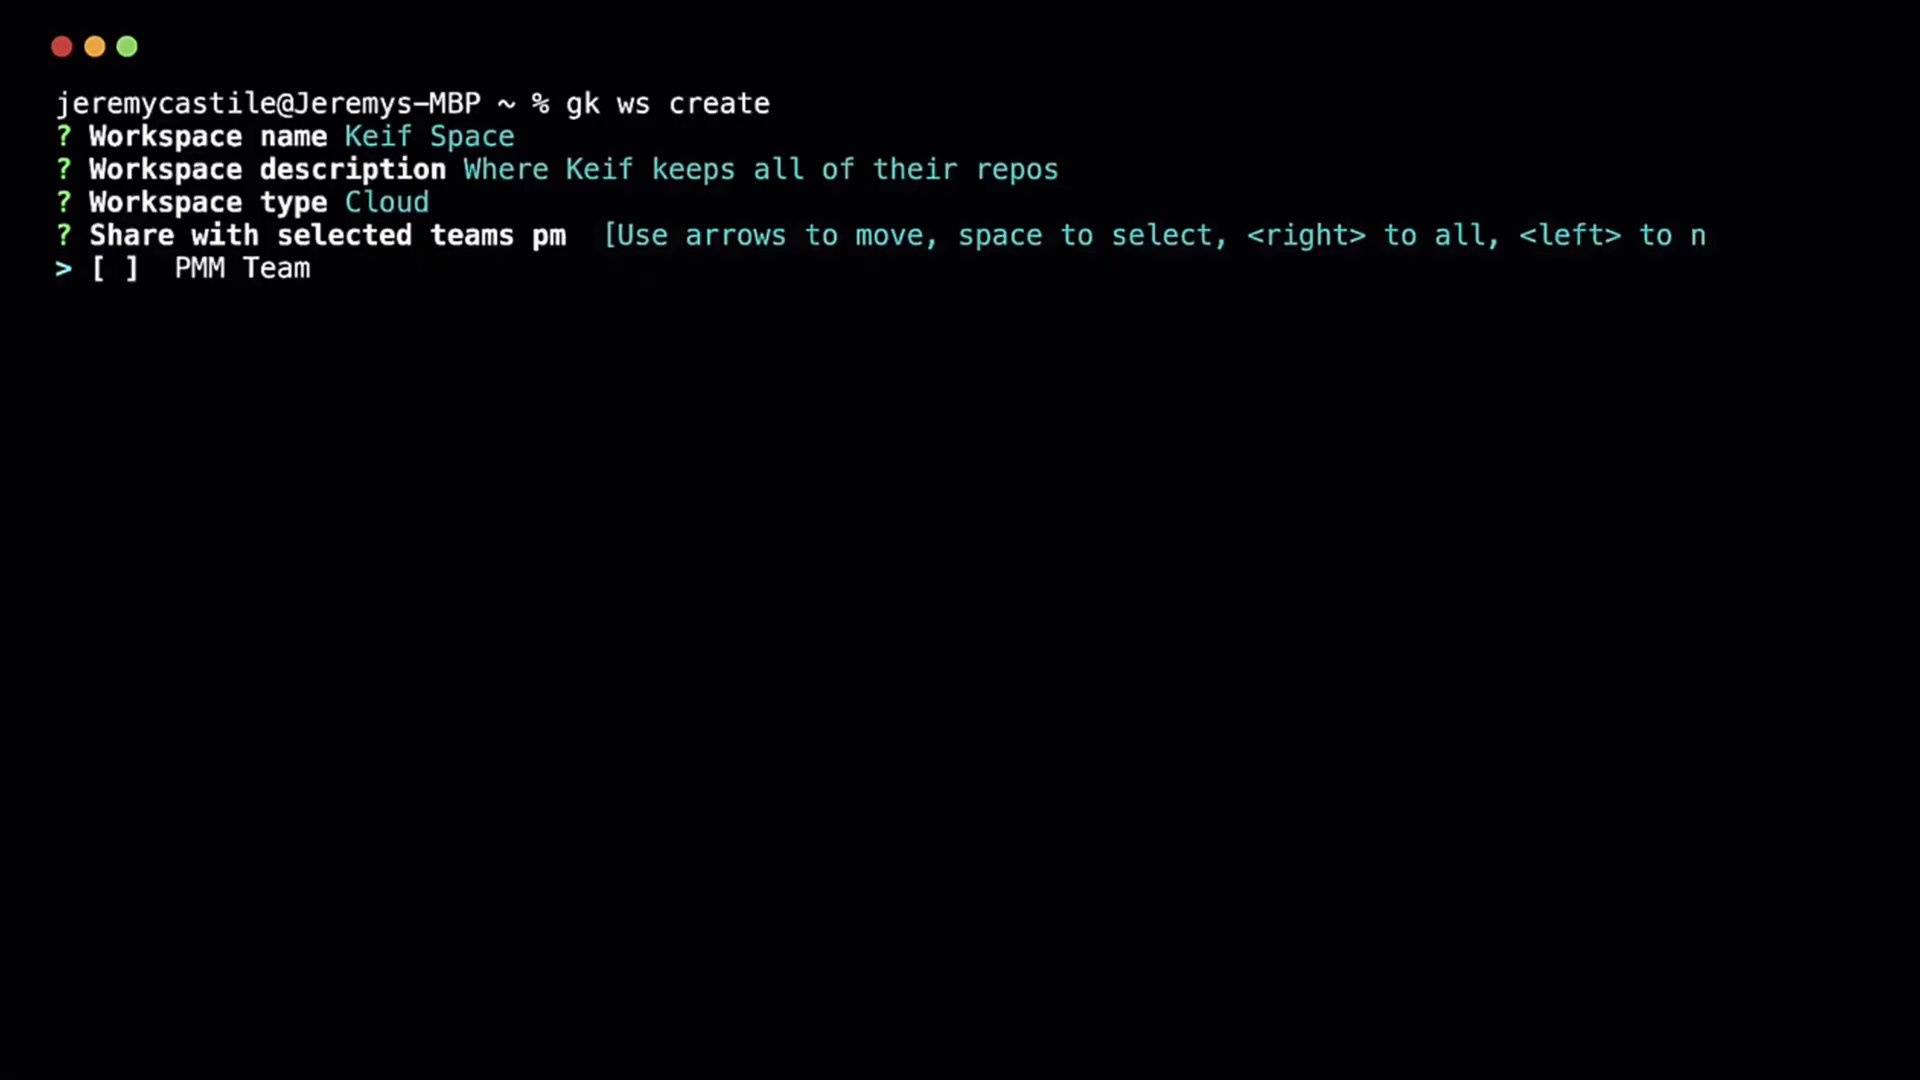 jeremycastile@Jeremys-MBP ~ % gk ws create
? Workspace name Keif Space
? Workspace description Where Keif keeps all of their repos
? Workspace type Cloud
? Share with selected teams pm  [Use arrows to move, space to select, <right> to all, <left> to n
> [ ]  PMM Team